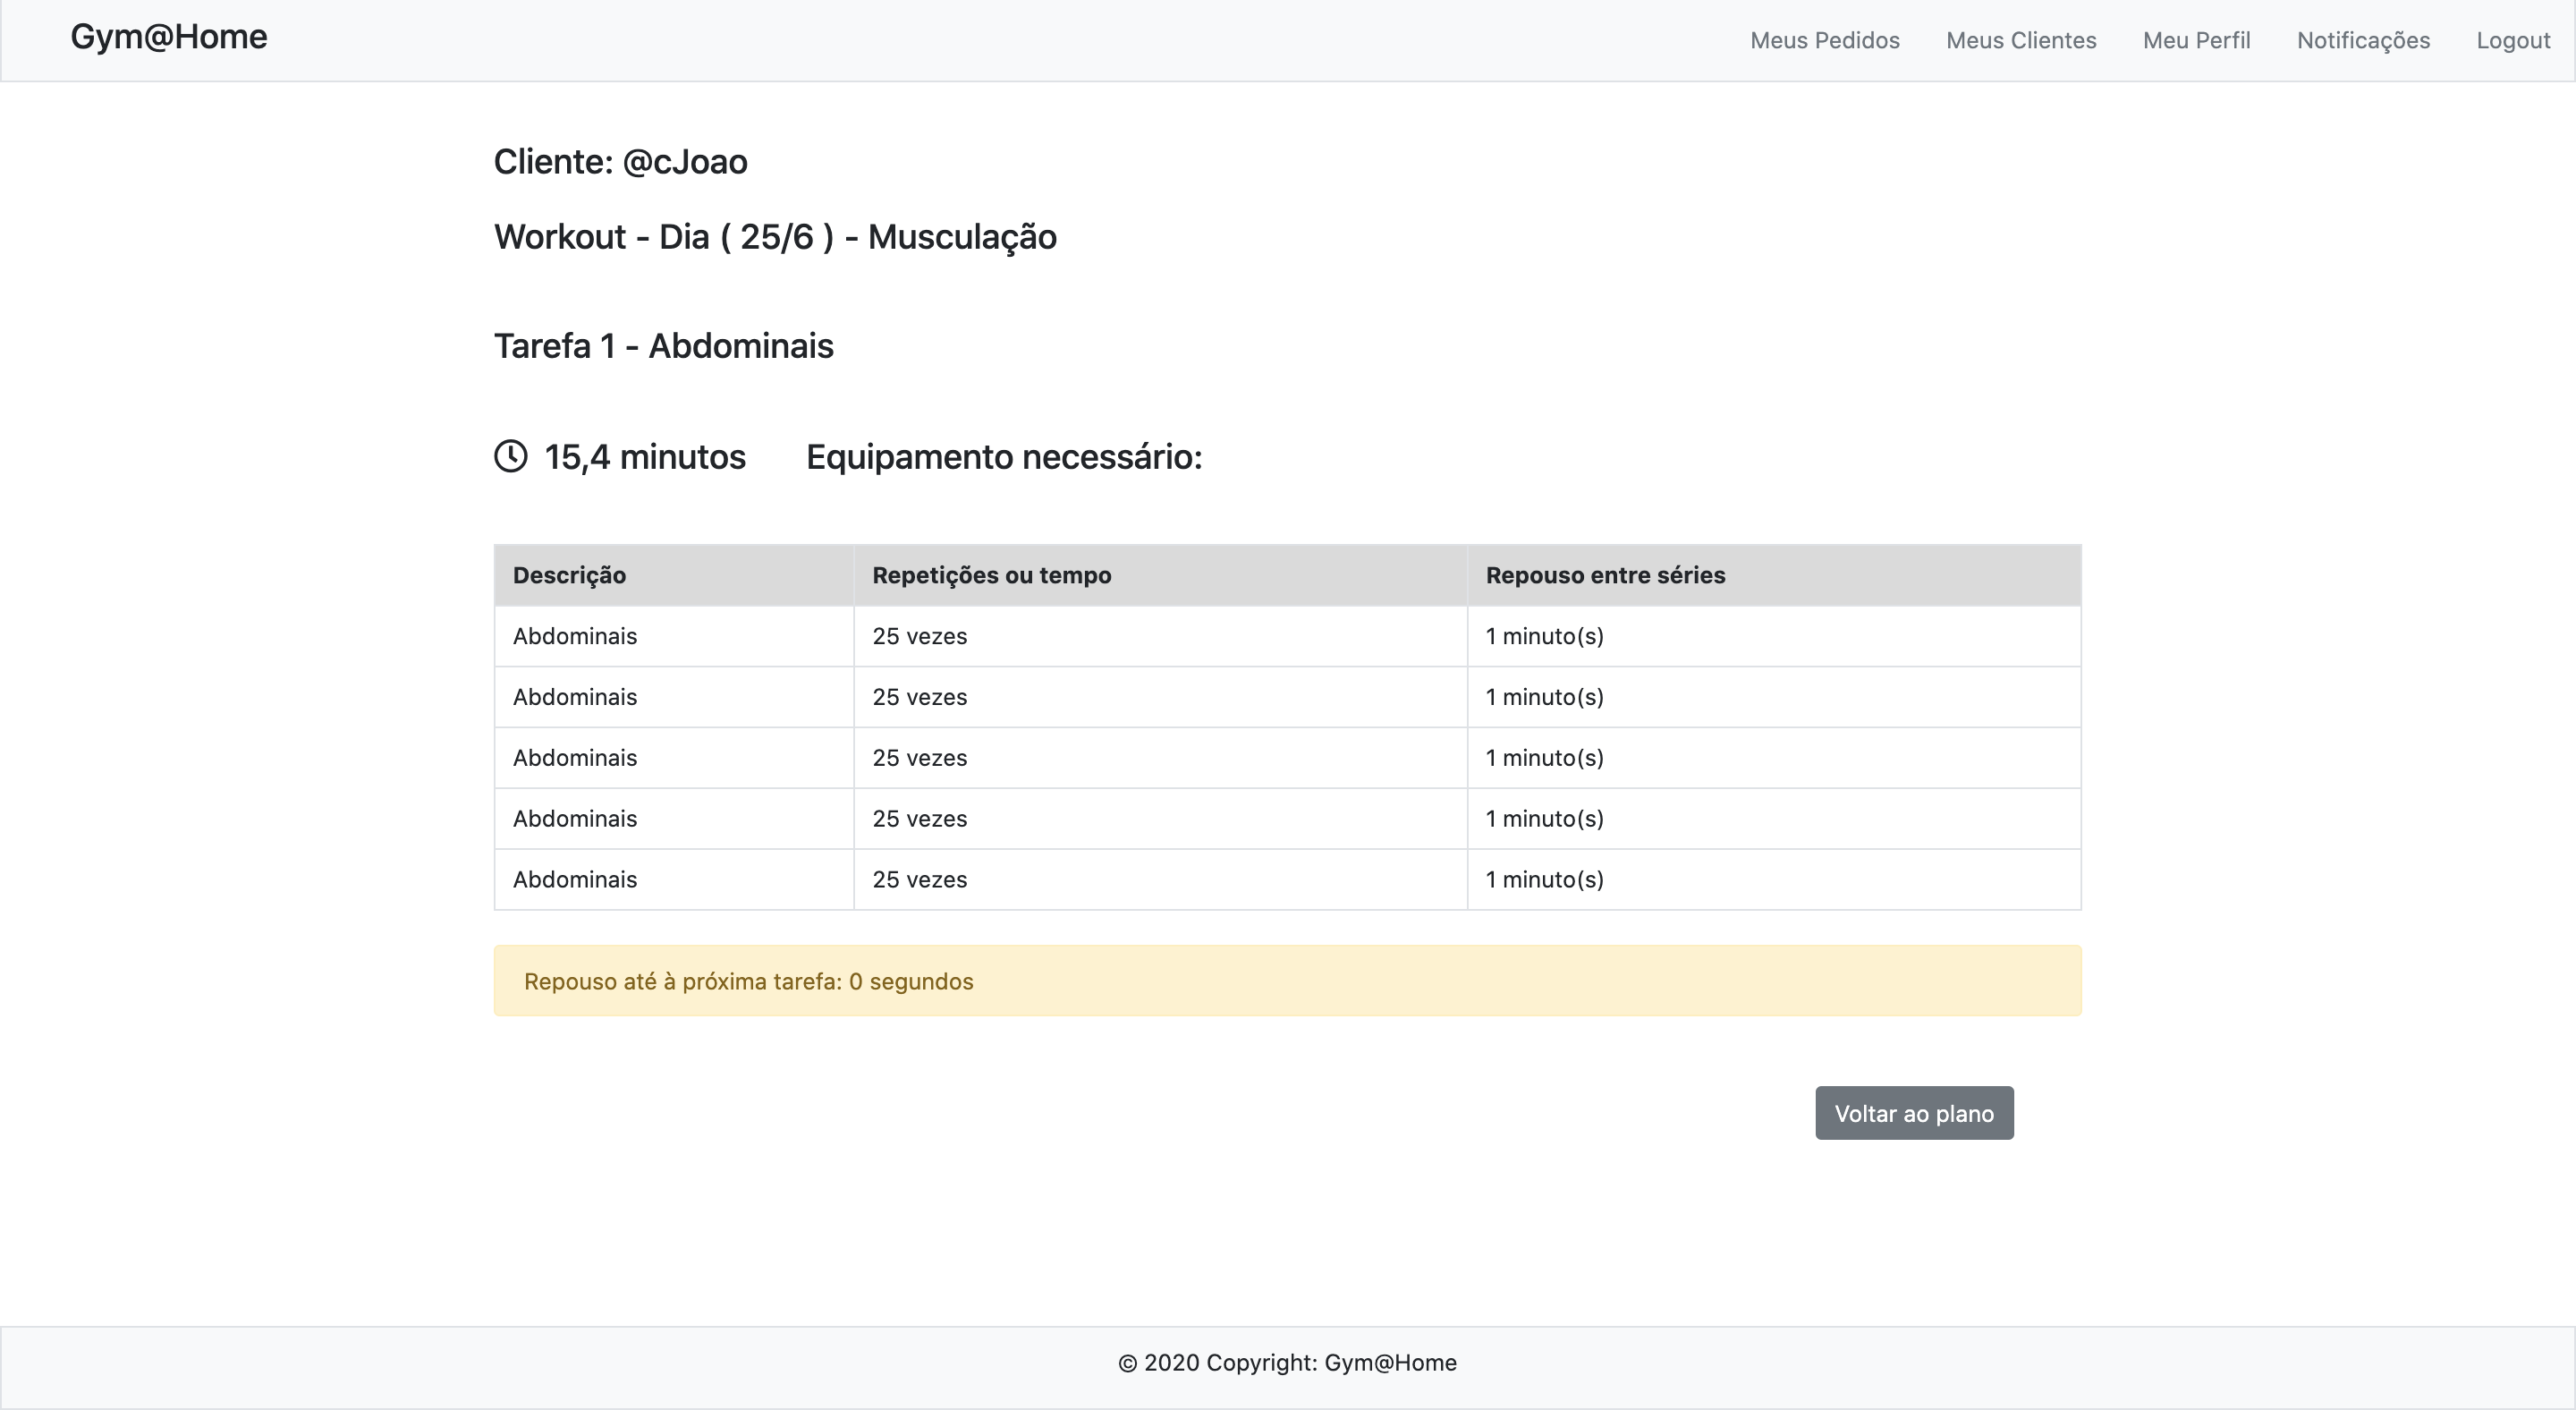 Gym@Home Meus Pedidos Meus Clientes Meu Perfil Notificações Logout
Cliente: @cJoao
Workout - Dia ( 25/6 ) - Musculação
Tarefa 1 - Abdominais
15,4 minutos Equipamento necessário:
Descrição Repetições ou tempo Repouso entre séries
Abdominais 25 vezes 1 minuto(s)
Abdominais 25 vezes 1 minuto(s)
Abdominais 25 vezes 1 minuto(s)
Abdominais 25 vezes 1 minuto(s)
Abdominais 25 vezes 1 minuto(s)
Repouso até à próxima tarefa: 0 segundos
Voltar ao plano
© 2020 Copyright: Gym@Home